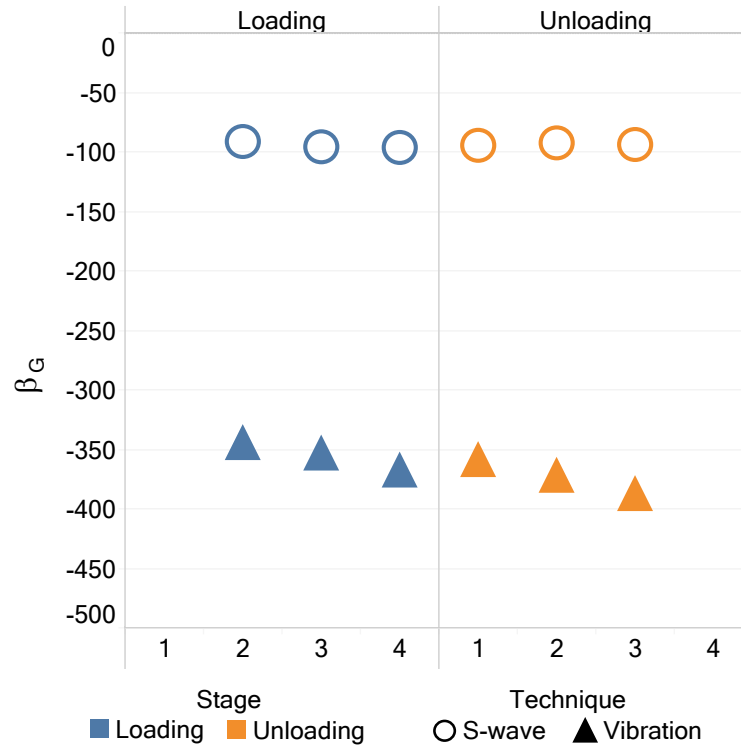 Loading Unloading
0
-50
-100
-150
-200
-250
-300
-350
-400
-450
-500
β G
1 2 3 4 1 2 3 4
Stage Technique
Loading Unloading S-wave Vibration